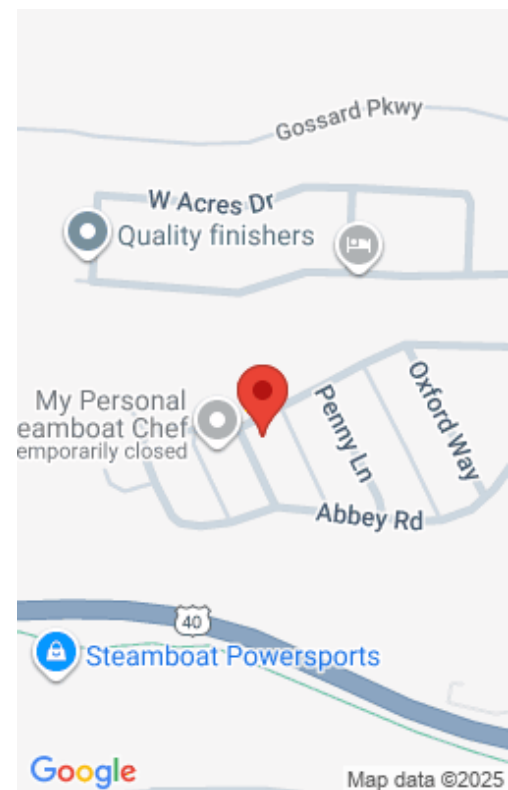 Gossard Pkwy
W Acres Dr
Quality finishers
Oxford Way
My Personal
eamboat Chef
emporarily closed
Penny Ln
Abbey Rd
40
Steamboat Powersports
Google
Map data ©2025